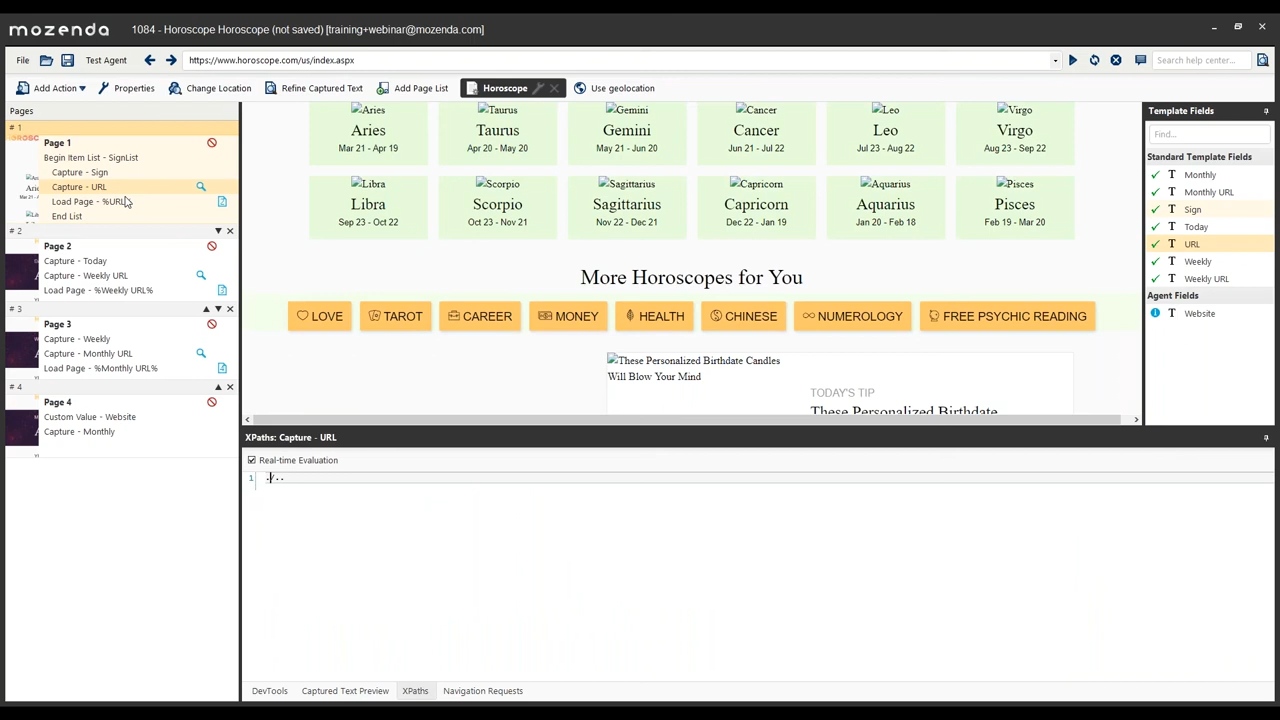 mozenda 1084 - Horoscope Horoscope (not saved) [training+webinar@mozenda.com]
File Test Agent https://www.horoscope.com/us/index.aspx Search help center...
Add Action Properties Change Location Refine Captured Text Add Page List Horoscope Use geolocation
Pages
# 1
Page 1
Begin Item List - SignList
Capture - Sign
Capture - URL
Load Page - %URL%
End List
# 2
Page 2
Capture - Today
Capture - Weekly URL
Load Page - %Weekly URL%
# 3
Page 3
Capture - Weekly
Capture - Monthly URL
Load Page - %Monthly URL%
# 4
Page 4
Custom Value - Website
Capture - Monthly
Aries Taurus Gemini Cancer Leo Virgo
Aries Taurus Gemini Cancer Leo Virgo
Mar 21 - Apr 19 Apr 20 - May 20 May 21 - Jun 20 Jun 21 - Jul 22 Jul 23 - Aug 22 Aug 23 - Sep 22
Libra Scorpio Sagittarius Capricorn Aquarius Pisces
Libra Scorpio Sagittarius Capricorn Aquarius Pisces
Sep 23 - Oct 22 Oct 23 - Nov 21 Nov 22 - Dec 21 Dec 22 - Jan 19 Jan 20 - Feb 18 Feb 19 - Mar 20
More Horoscopes for You
LOVE TAROT CAREER MONEY HEALTH CHINESE NUMEROLOGY FREE PSYCHIC READING
These Personalized Birthdate Candles
Will Blow Your Mind
TODAY'S TIP
These Personalized Birthdate
XPaths: Capture - URL
Real-time Evaluation
1 ./..
DevTools Captured Text Preview XPaths Navigation Requests
Template Fields
Find...
Standard Template Fields
T Monthly
T Monthly URL
T Sign
T Today
T URL
T Weekly
T Weekly URL
Agent Fields
T Website